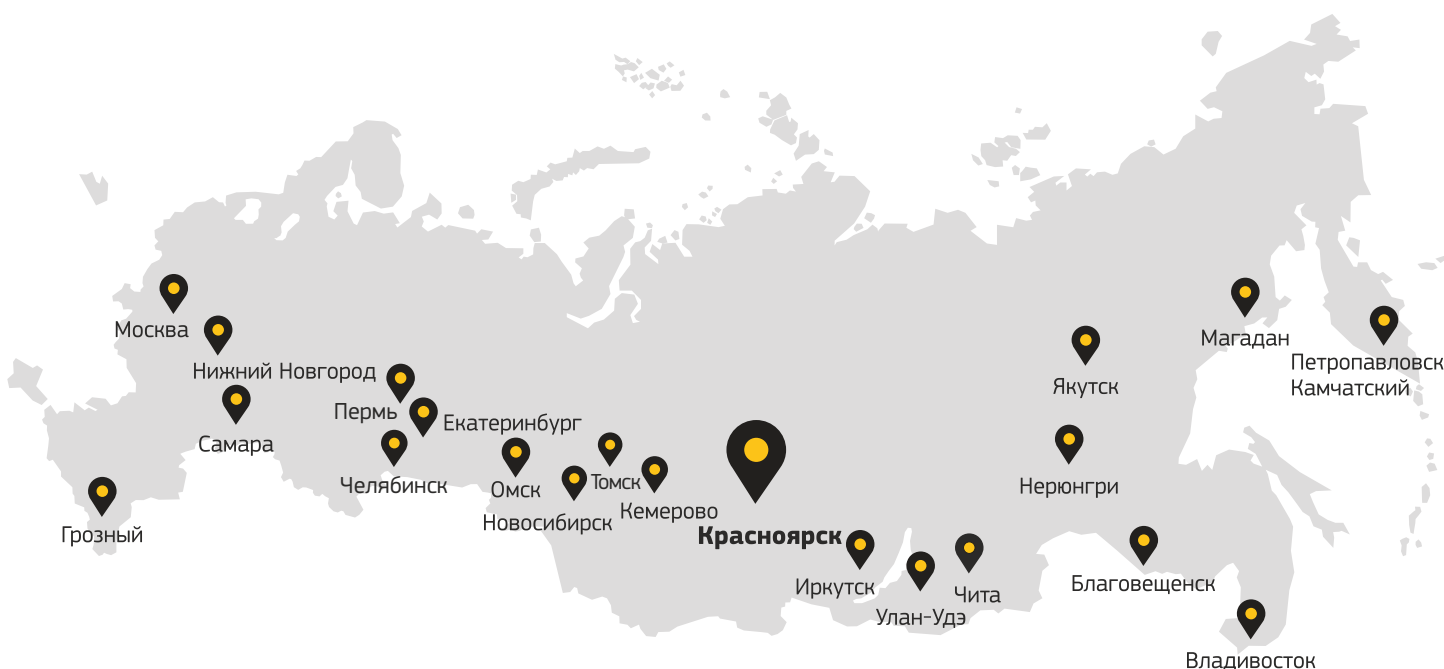 Москва
Магадан
Нижний Новгород
Петропавловск
Камчатский
Якутск
Пермь
Екатеринбург
Самара
Челябинск
Омск
Томск
Нерюнгри
Новосибирск
Кемерово
Грозный
Красноярск
Иркутск
Чита
Благовещенск
Улан-Удэ
Владивосток